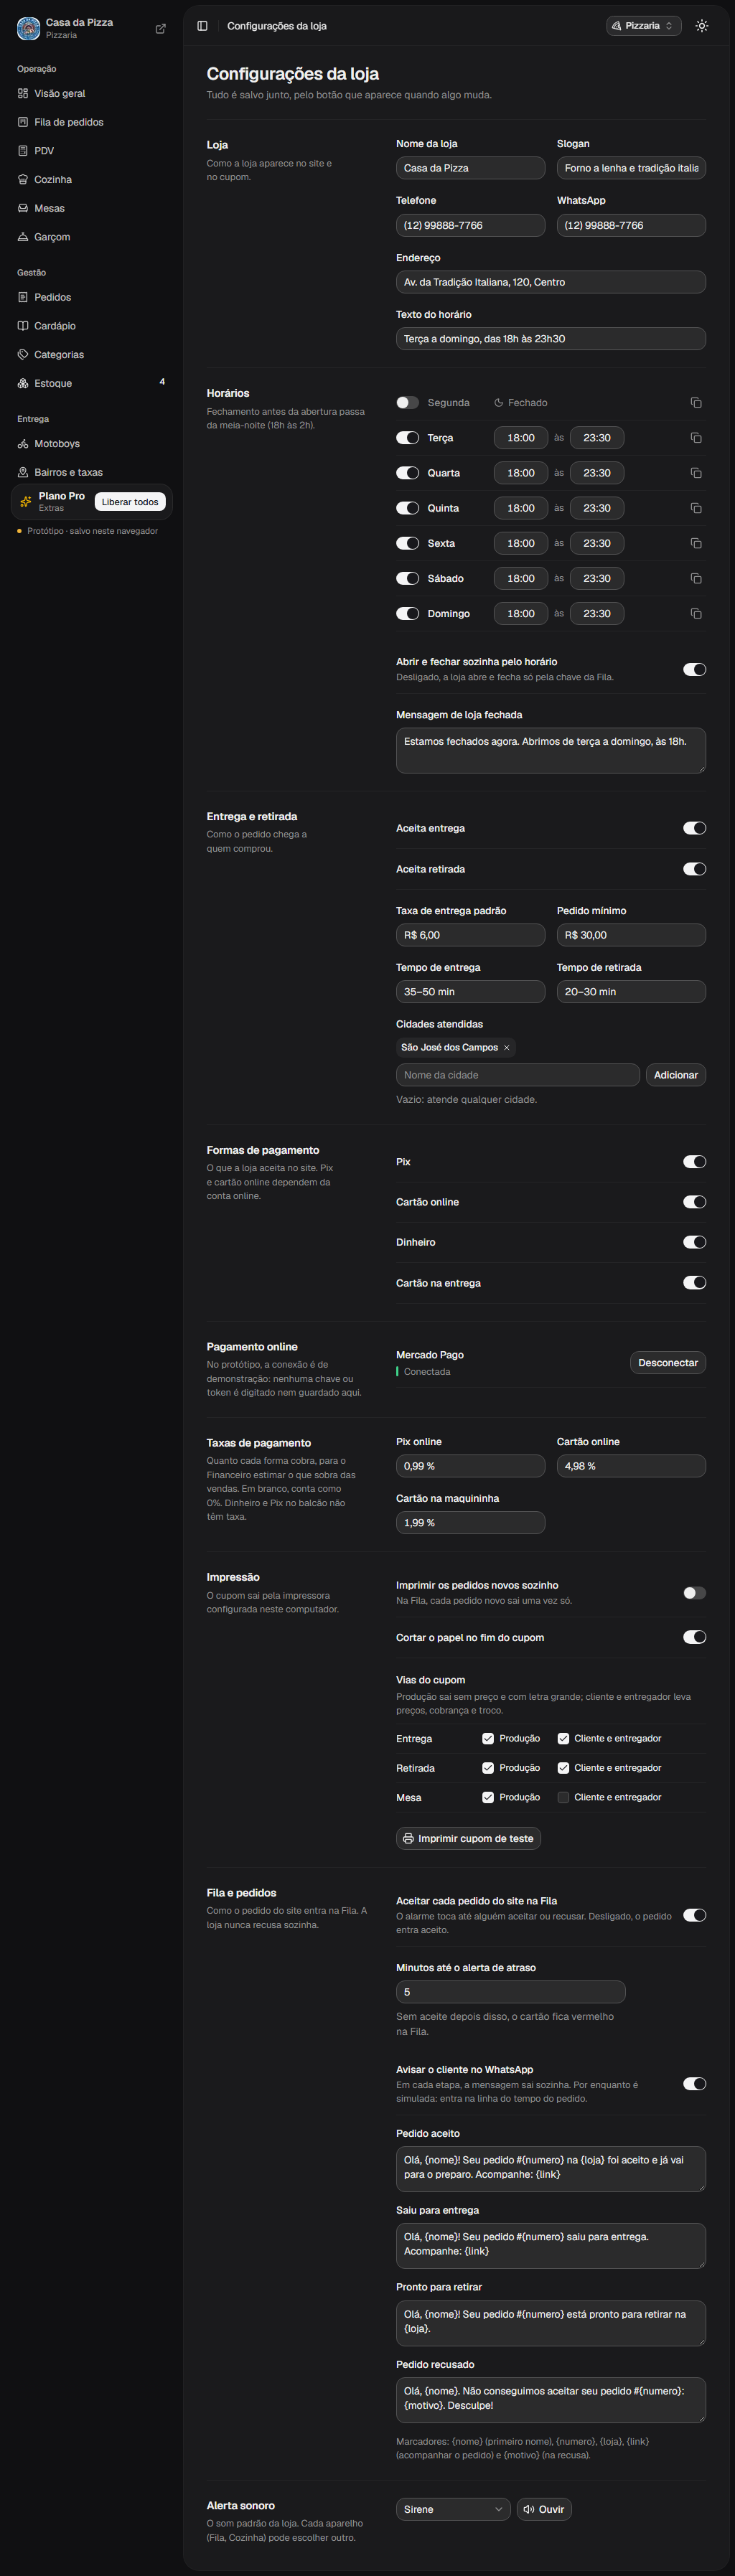 Casa da Pizza
Pizzaria
Operação
Visão geral
Fila de pedidos
PDV
Cozinha
Mesas
Garçom
Gestão
Pedidos
Cardápio
Categorias
Estoque 4
Entrega
Motoboys
Bairros e taxas
Plano Pro
Extras
Liberar todos
Protótipo · salvo neste navegador
Configurações da loja
Pizzaria
Configurações da loja
Tudo é salvo junto, pelo botão que aparece quando algo muda.
Loja
Como a loja aparece no site e
no cupom.
Nome da loja
Casa da Pizza
Slogan
Forno a lenha e tradição italia
Telefone
(12) 99888-7766
WhatsApp
(12) 99888-7766
Endereço
Av. da Tradição Italiana, 120, Centro
Texto do horário
Terça a domingo, das 18h às 23h30
Horários
Fechamento antes da abertura passa
da meia-noite (18h às 2h).
Segunda Fechado
Terça 18:00 às 23:30
Quarta 18:00 às 23:30
Quinta 18:00 às 23:30
Sexta 18:00 às 23:30
Sábado 18:00 às 23:30
Domingo 18:00 às 23:30
Abrir e fechar sozinha pelo horário
Desligado, a loja abre e fecha só pela chave da Fila.
Mensagem de loja fechada
Estamos fechados agora. Abrimos de terça a domingo, às 18h.
Entrega e retirada
Como o pedido chega a
quem comprou.
Aceita entrega
Aceita retirada
Taxa de entrega padrão
R$ 6,00
Pedido mínimo
R$ 30,00
Tempo de entrega
35–50 min
Tempo de retirada
20–30 min
Cidades atendidas
São José dos Campos ×
Nome da cidade
Adicionar
Vazio: atende qualquer cidade.
Formas de pagamento
O que a loja aceita no site. Pix
e cartão online dependem da
conta online.
Pix
Cartão online
Dinheiro
Cartão na entrega
Pagamento online
No protótipo, a conexão é de
demonstração: nenhuma chave ou
token é digitado nem guardado aqui.
Mercado Pago
Conectada
Desconectar
Taxas de pagamento
Quanto cada forma cobra, para o
Financeiro estimar o que sobra das
vendas. Em branco, conta como
0%. Dinheiro e Pix no balcão não
têm taxa.
Pix online
0,99 %
Cartão online
4,98 %
Cartão na maquininha
1,99 %
Impressão
O cupom sai pela impressora
configurada neste computador.
Imprimir os pedidos novos sozinho
Na Fila, cada pedido novo sai uma vez só.
Cortar o papel no fim do cupom
Vias do cupom
Produção sai sem preço e com letra grande; cliente e entregador leva
preços, cobrança e troco.
Entrega Produção Cliente e entregador
Retirada Produção Cliente e entregador
Mesa Produção Cliente e entregador
Imprimir cupom de teste
Fila e pedidos
Como o pedido do site entra na Fila. A
loja nunca recusa sozinha.
Aceitar cada pedido do site na Fila
O alarme toca até alguém aceitar ou recusar. Desligado, o pedido
entra aceito.
Minutos até o alerta de atraso
5
Sem aceite depois disso, o cartão fica vermelho
na Fila.
Avisar o cliente no WhatsApp
Em cada etapa, a mensagem sai sozinha. Por enquanto é
simulada: entra na linha do tempo do pedido.
Pedido aceito
Olá, {nome}! Seu pedido #{numero} na {loja} foi aceito e já vai
para o preparo. Acompanhe: {link}
Saiu para entrega
Olá, {nome}! Seu pedido #{numero} saiu para entrega.
Acompanhe: {link}
Pronto para retirar
Olá, {nome}! Seu pedido #{numero} está pronto para retirar na
{loja}.
Pedido recusado
Olá, {nome}. Não conseguimos aceitar seu pedido #{numero}:
{motivo}. Desculpe!
Marcadores: {nome} (primeiro nome), {numero}, {loja}, {link}
(acompanhar o pedido) e {motivo} (na recusa).
Alerta sonoro
O som padrão da loja. Cada aparelho
(Fila, Cozinha) pode escolher outro.
Sirene
Ouvir